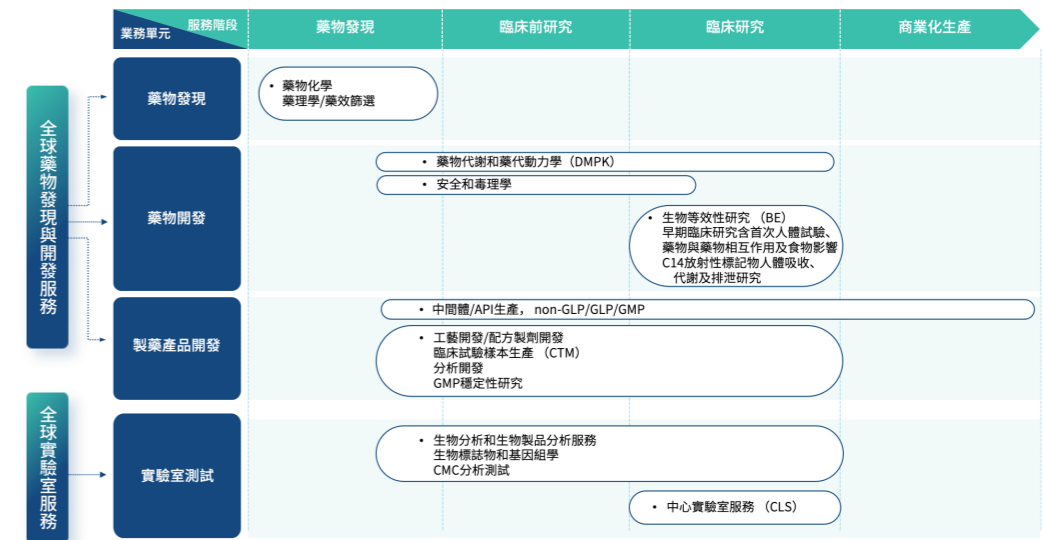 服務階段
業務單元
藥物發現
臨床前研究
臨床研究
商業化生產
全球藥物發現與開發服務
藥物發現
• 藥物化學
藥理學/藥效篩選
藥物開發
• 藥物代謝和藥代動力學（DMPK）
• 安全和毒理學
• 生物等效性研究 （BE）
早期臨床研究含首次人體試驗、
藥物與藥物相互作用及食物影響
C14放射性標記物人體吸收、
代謝及排泄研究
製藥產品開發
• 中間體/API生產， non-GLP/GLP/GMP
• 工藝開發/配方製劑開發
臨床試驗樣本生產 （CTM）
分析開發
GMP穩定性研究
全球實驗室服務
實驗室測試
• 生物分析和生物製品分析服務
生物標誌物和基因組學
CMC分析測試
• 中心實驗室服務 （CLS）